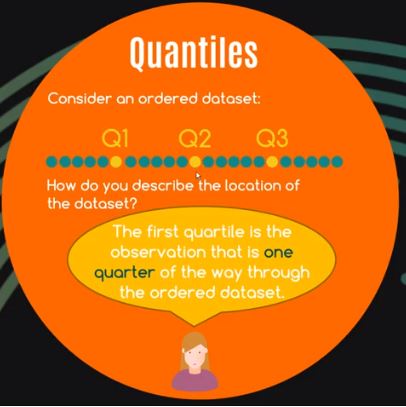 Quantiles
Consider an ordered dataset:
Q1 Q2 Q3
How do you describe the location of
the dataset?
The first quartile is the
observation that is one
quarter of the way through
the ordered dataset.